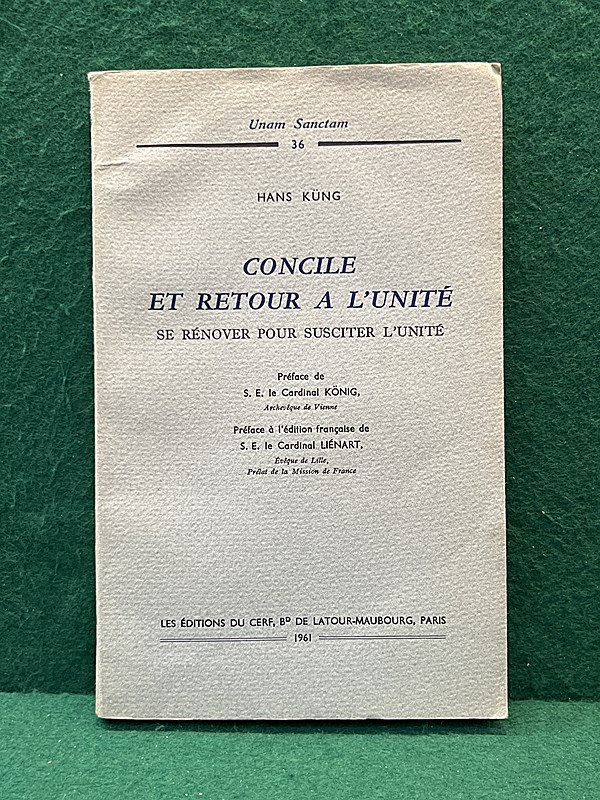 Unam Sanctam
36
HANS KÜNG
CONCILE
ET RETOUR A L'UNITÉ
SE RÉNOVER POUR SUSCITER L'UNITÉ
Préface de
S. E. le Cardinal KÖNIG,
Archevêque de Vienne
Préface à l'édition française de
S. E. le Cardinal LIÉNART,
Évêque de Lille,
Prélat de la Mission de France
LES ÉDITIONS DU CERF, Bᴰ DE LATOUR-MAUBOURG, PARIS
1961